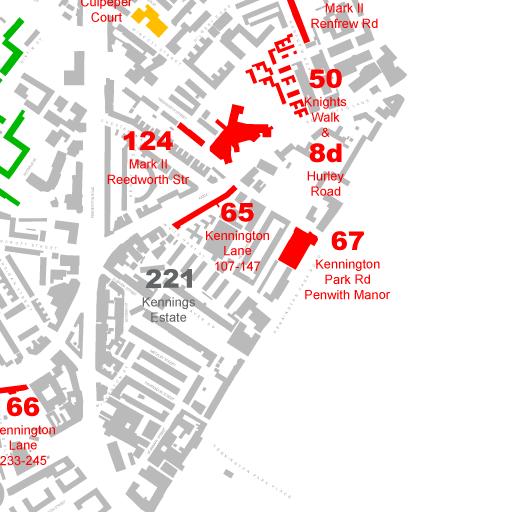 Culpeper
Court
Mark II
Renfrew Rd
50
Knights
Walk
&
8d
Hurley
Road
124
Mark II
Reedworth Str
65
Kennington
Lane
107-147
67
Kennington
Park Rd
Penwith Manor
221
Kennings
Estate
66
ennington
Lane
233-245